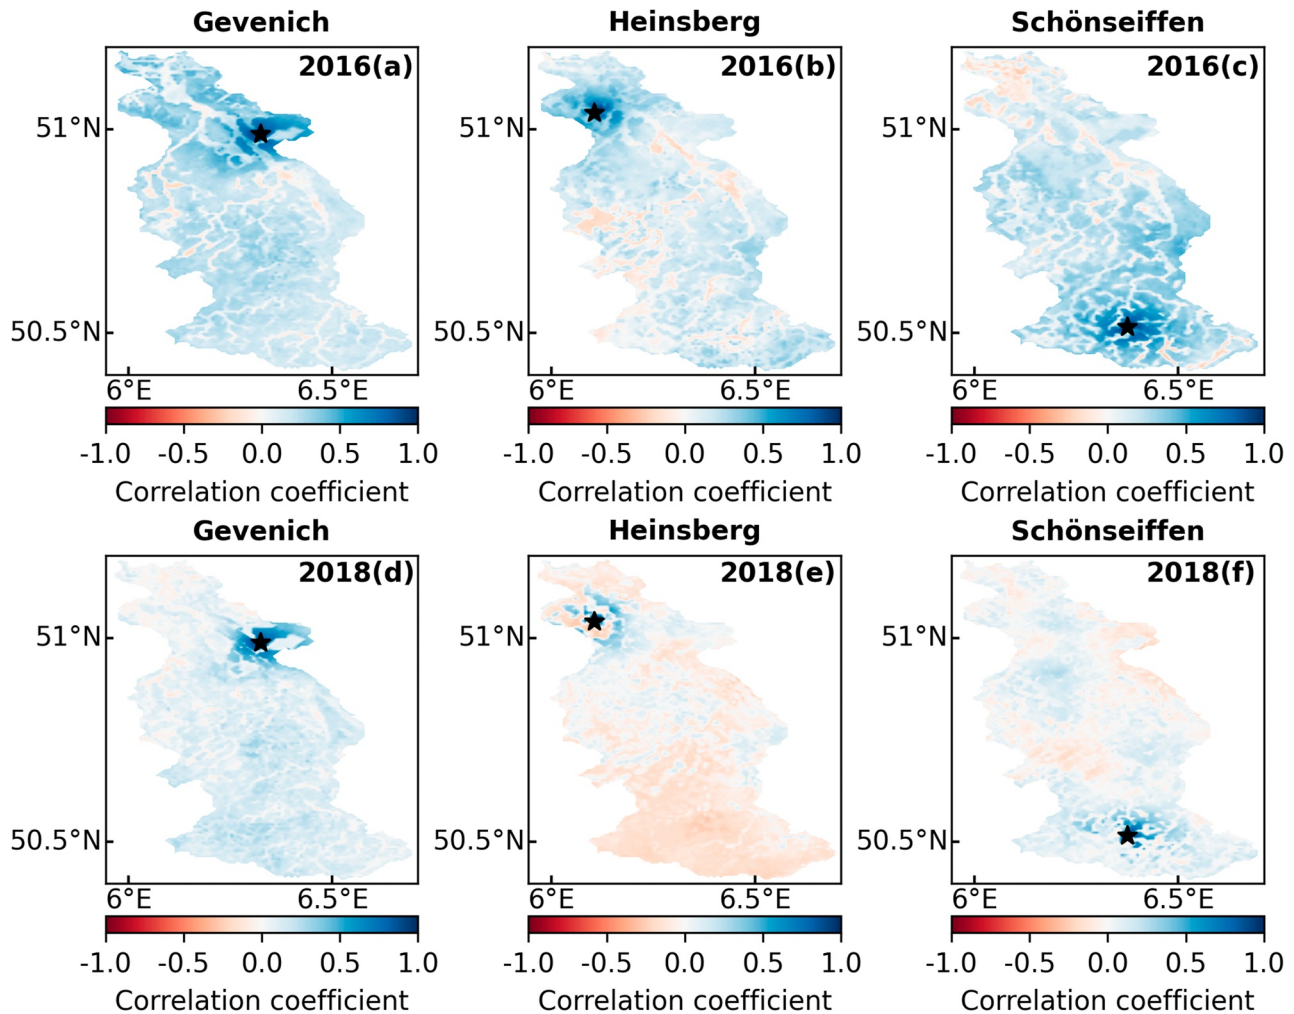 Gevenich Heinsberg Schönseiffen
2016(a) 2016(b) 2016(c)
51°N 51°N
50.5°N 50.5°N
6°E 6.5°E 6°E 6.5°E 6°E 6.5°E
-1.0 -0.5 0.0 0.5 1.0 -1.0 -0.5 0.0 0.5 1.0 -1.0 -0.5 0.0 0.5 1.0
Correlation coefficient Correlation coefficient Correlation coefficient
Gevenich Heinsberg Schönseiffen
2018(d) 2018(e) 2018(f)
51°N 51°N
50.5°N 50.5°N
6°E 6.5°E 6°E 6.5°E 6°E 6.5°E
-1.0 -0.5 0.0 0.5 1.0 -1.0 -0.5 0.0 0.5 1.0 -1.0 -0.5 0.0 0.5 1.0
Correlation coefficient Correlation coefficient Correlation coefficient